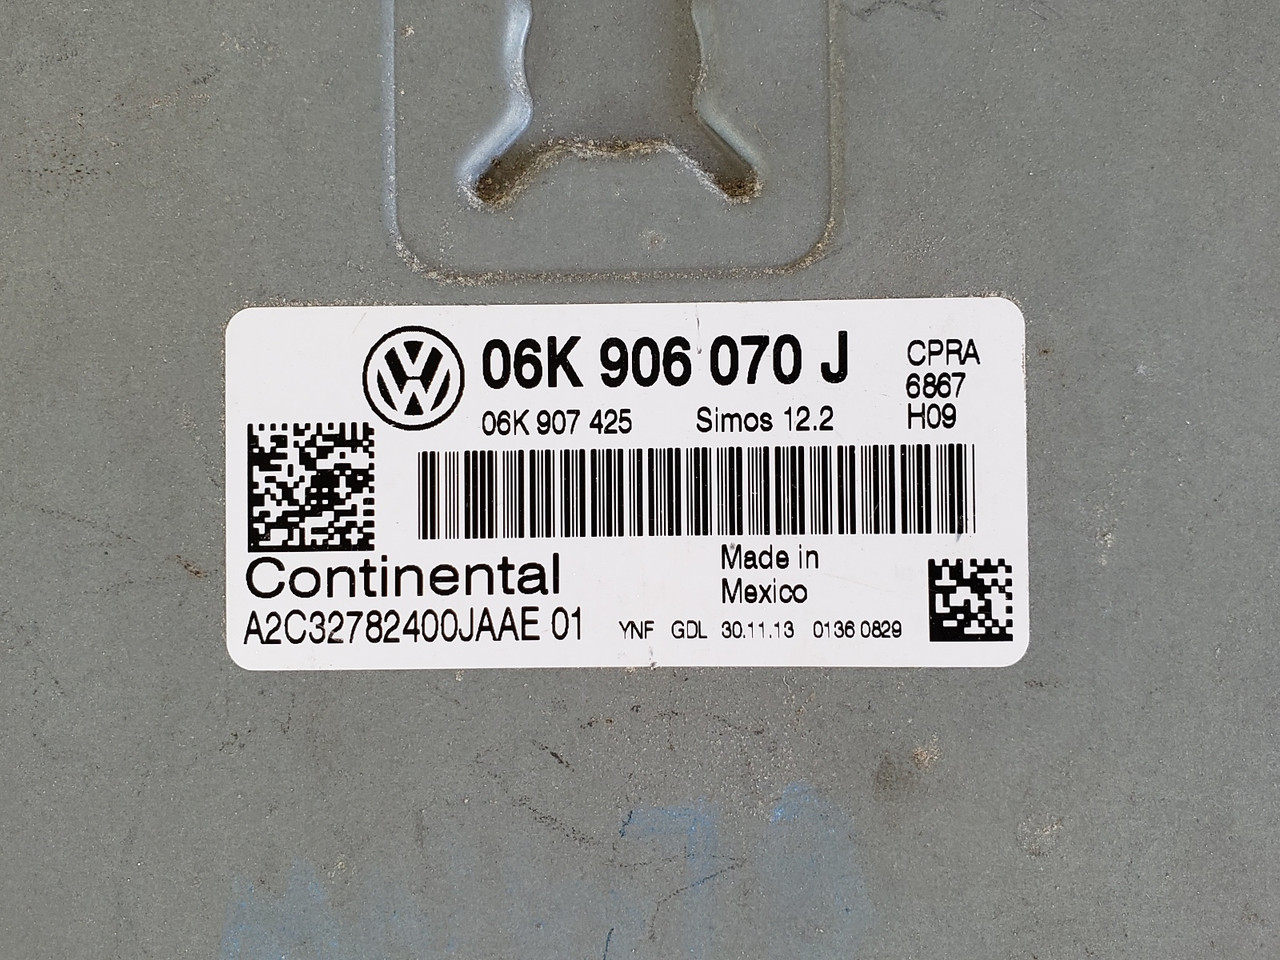 06K 906 070 J
06K 907 425 Simos 12.2
CPRA
6867
H09
Continental
A2C32782400JAAE 01
Made in
Mexico
YNF GDL 30.11.13 0136 0829